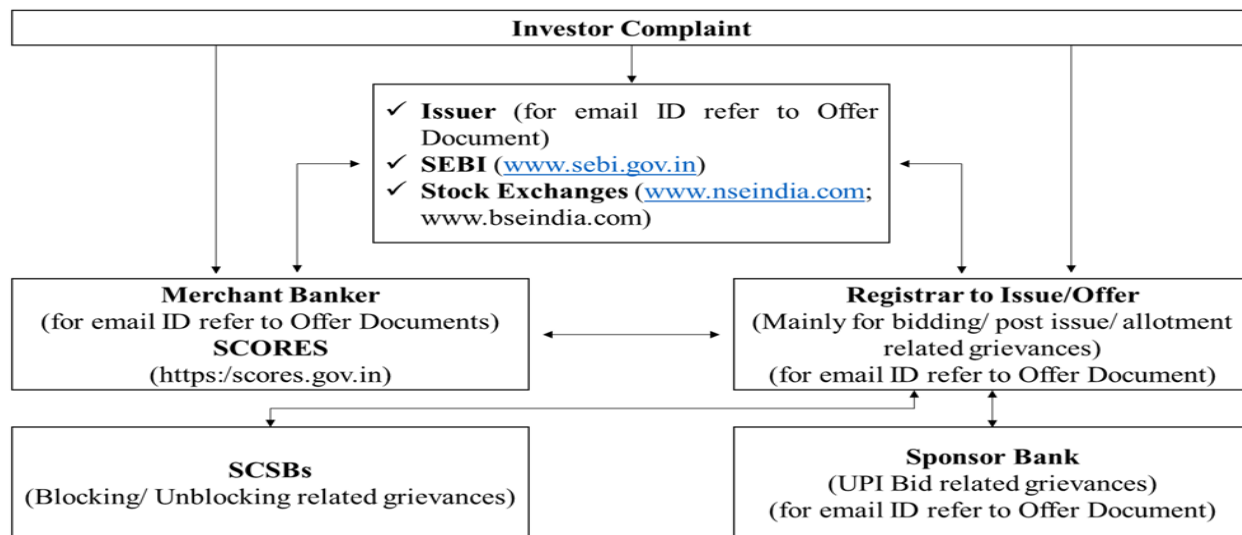 Investor Complaint
✓ Issuer (for email ID refer to Offer
Document)
✓ SEBI (www.sebi.gov.in)
✓ Stock Exchanges (www.nseindia.com;
www.bseindia.com)
Merchant Banker
(for email ID refer to Offer Documents)
SCORES
(https:/scores.gov.in)
Registrar to Issue/Offer
(Mainly for bidding/ post issue/ allotment
related grievances)
(for email ID refer to Offer Document)
SCSBs
(Blocking/ Unblocking related grievances)
Sponsor Bank
(UPI Bid related grievances)
(for email ID refer to Offer Document)